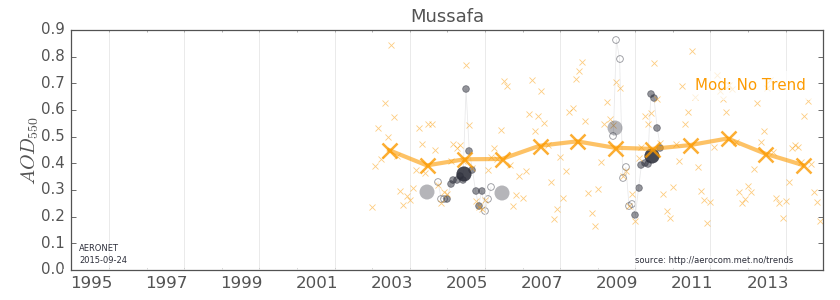 Mussafa
0.9
0.8
0.7
0.6
0.5
0.4
0.3
0.2
0.1
0.0
AOD550
Mod: No Trend
AERONET
2015-09-24
source: http://aerocom.met.no/trends
1995 1997 1999 2001 2003 2005 2007 2009 2011 2013